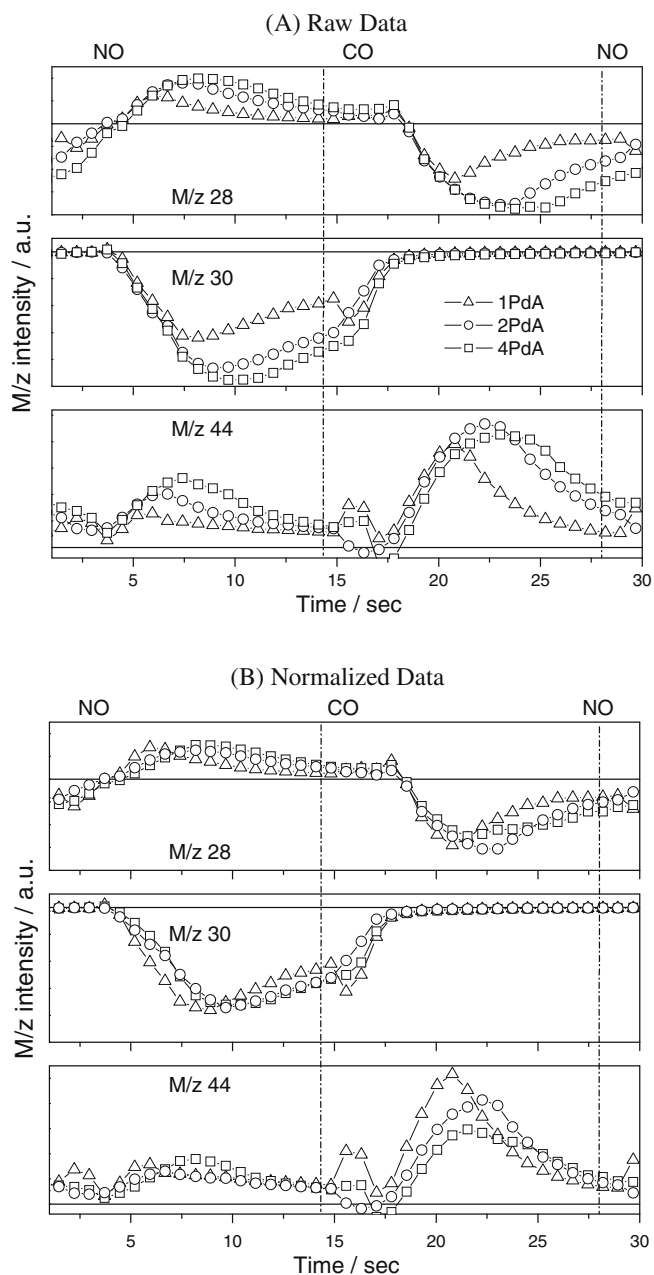 (A) Raw Data
NO CO NO
M/z 28
M/z 30
1PdA
2PdA
4PdA
M/z 44
M/z intensity / a.u.
5 10 15 20 25 30
Time / sec
(B) Normalized Data
NO CO NO
M/z 28
M/z 30
M/z 44
M/z intensity / a.u.
5 10 15 20 25 30
Time / sec